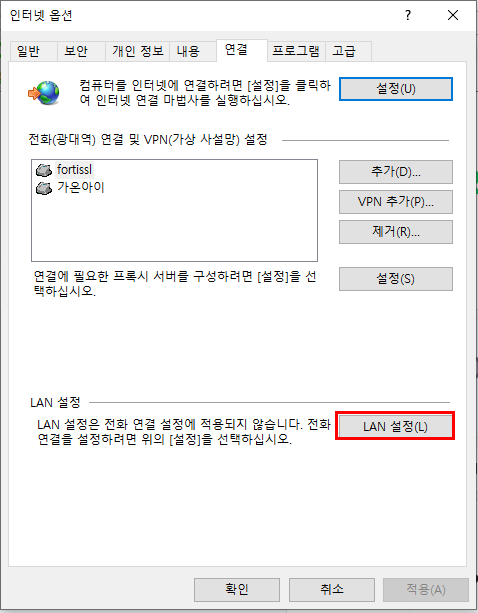 인터넷 옵션
일반 보안 개인 정보 내용 연결 프로그램 고급
컴퓨터를 인터넷에 연결하려면 [설정]을 클릭하
여 인터넷 연결 마법사를 실행하십시오.
설정(U)
전화(광대역) 연결 및 VPN(가상 사설망) 설정
fortissl
가온아이
추가(D)...
VPN 추가(P)...
제거(R)...
연결에 필요한 프록시 서버를 구성하려면 [설정]을 선
택하십시오.
설정(S)
LAN 설정
LAN 설정은 전화 연결 설정에 적용되지 않습니다. 전화
연결을 설정하려면 위의 [설정]을 선택하십시오.
LAN 설정(L)
확인 취소 적용(A)